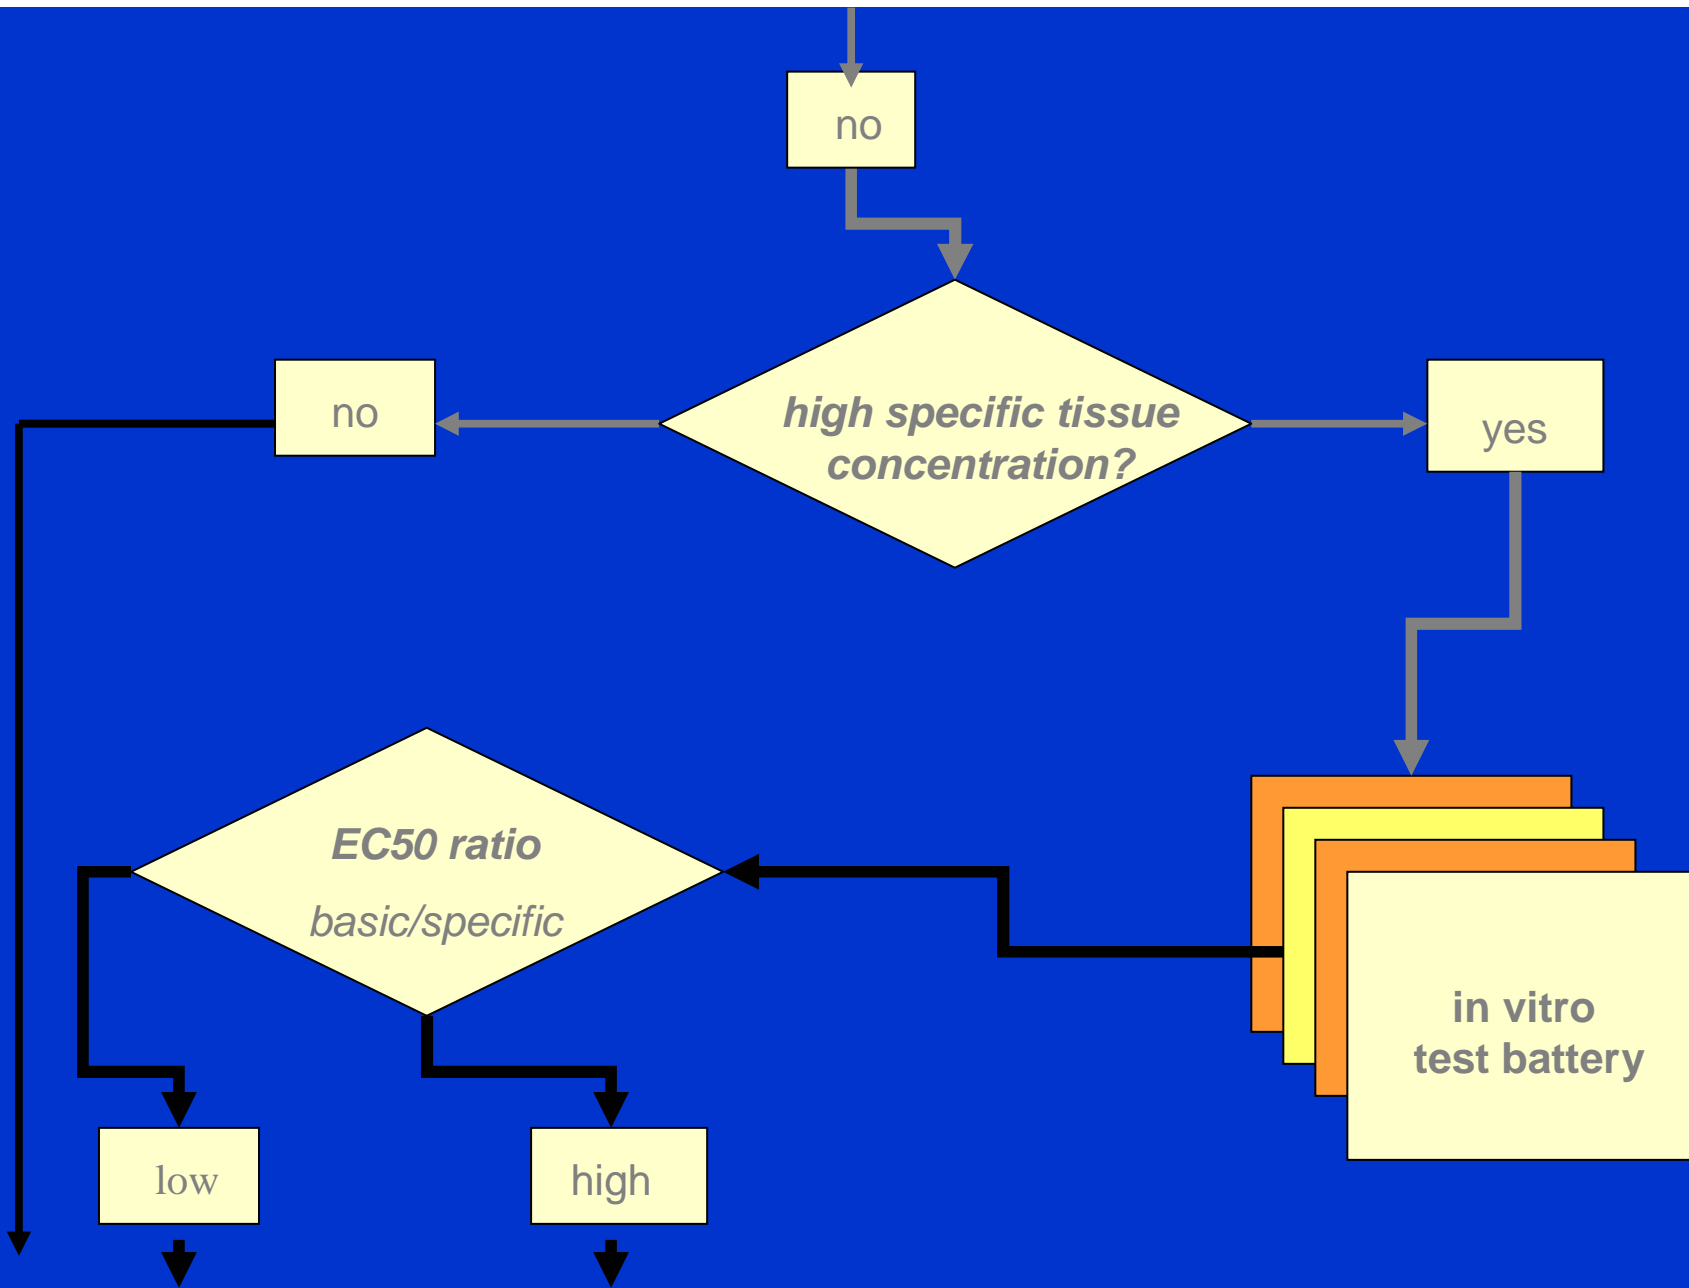 no
no
high specific tissue
concentration?
yes
EC50 ratio
basic/specific
in vitro
test battery
low
high